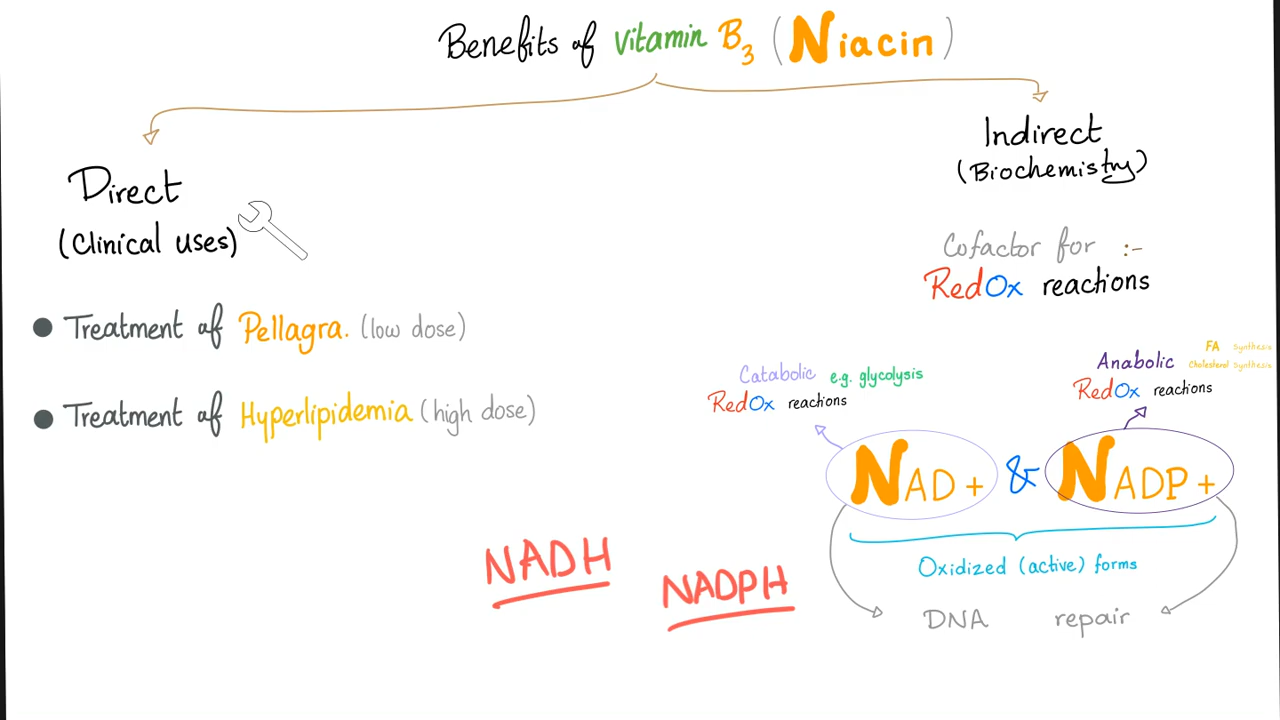 Benefits of Vitamin B3 (Niacin)
Direct
(Clinical uses)
Treatment of Pellagra. (low dose)
Treatment of Hyperlipidemia (high dose)
Indirect
(Biochemistry)
Cofactor for :-
RedOx reactions
Catabolic e.g. glycolysis
RedOx reactions
FA Synthesis
Anabolic Cholesterol Synthesis
RedOx reactions
NAD+ & NADP+
Oxidized (active) forms
DNA repair
NADH
NADPH